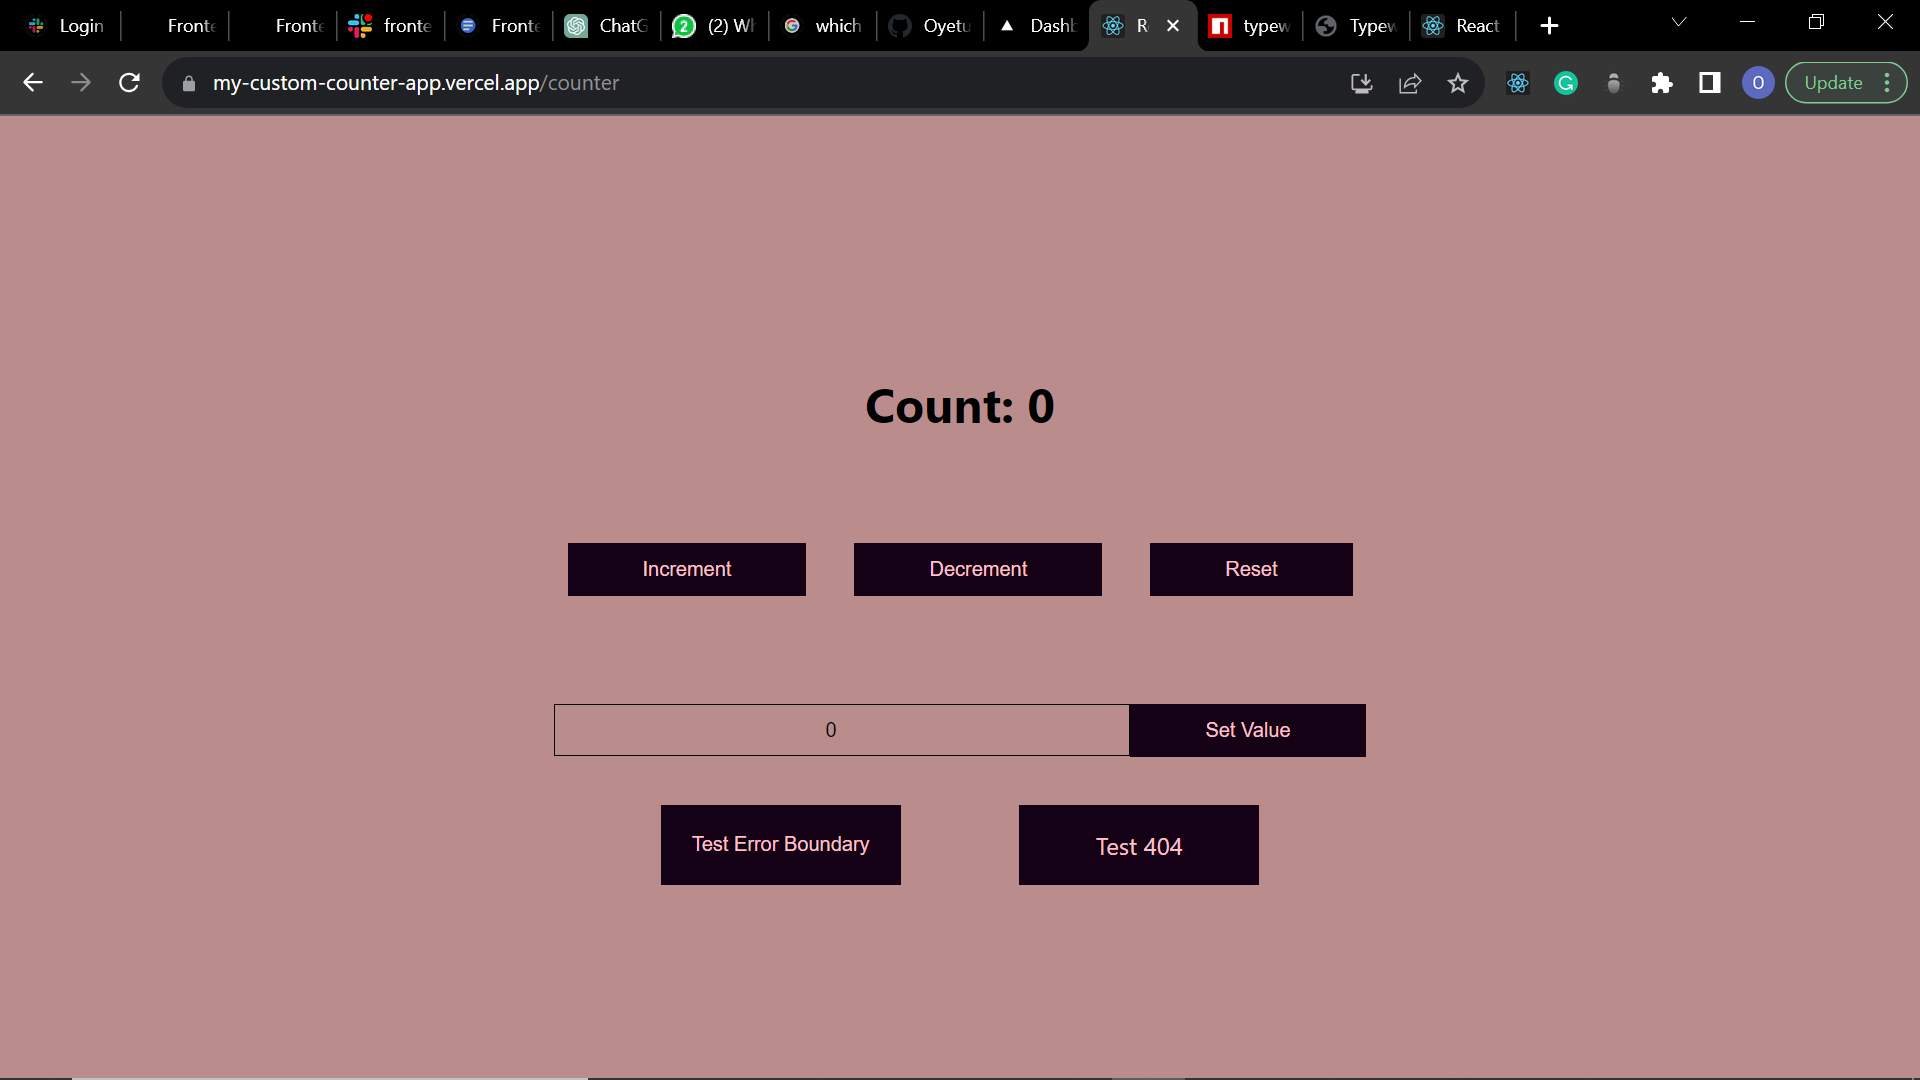 Login Fronte Fronte fronte Fronte ChatG 2 (2) Wh which Oyetu Dashb R typew Typew React
my-custom-counter-app.vercel.app/counter O Update
Count: 0
Increment Decrement Reset
0 Set Value
Test Error Boundary Test 404